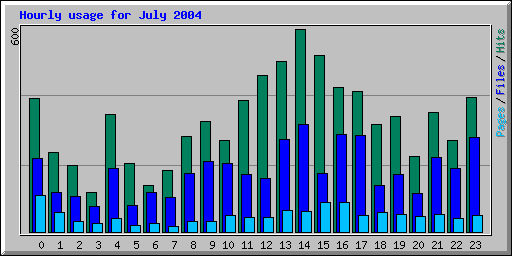 Hourly usage for July 2004
600
Pages/Files/Hits
0 1 2 3 4 5 6 7 8 9 10 11 12 13 14 15 16 17 18 19 20 21 22 23